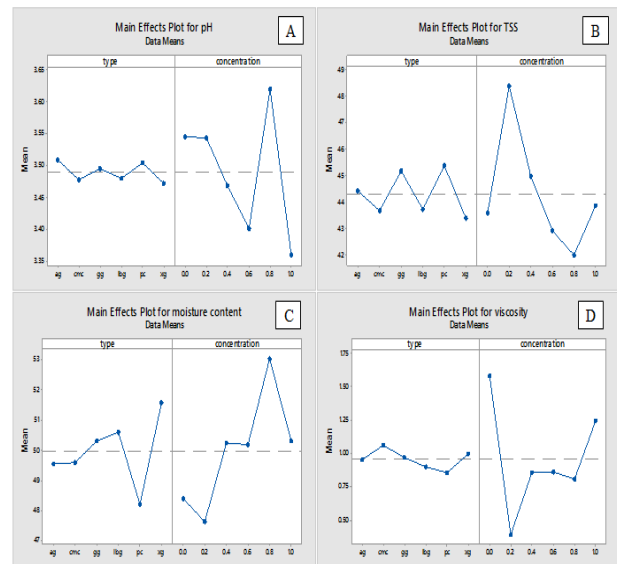 Main Effects Plot for pH
Data Means
A
type
concentration
3.65
3.60
3.55
3.50
3.45
3.40
3.35
Mean
ag cmc gg lbg pc xg
0.0 0.2 0.4 0.6 0.8 1.0
Main Effects Plot for TSS
Data Means
B
type
concentration
49
48
47
46
45
44
43
42
Mean
ag cmc gg lbg pc xg
0.0 0.2 0.4 0.6 0.8 1.0
Main Effects Plot for moisture content
Data Means
C
type
concentration
53
52
51
50
49
48
47
Mean
ag cmc gg lbg pc xg
0.0 0.2 0.4 0.6 0.8 1.0
Main Effects Plot for viscosity
Data Means
D
type
concentration
1.75
1.50
1.25
1.00
0.75
0.50
Mean
ag cmc gg lbg pc xg
0.0 0.2 0.4 0.6 0.8 1.0